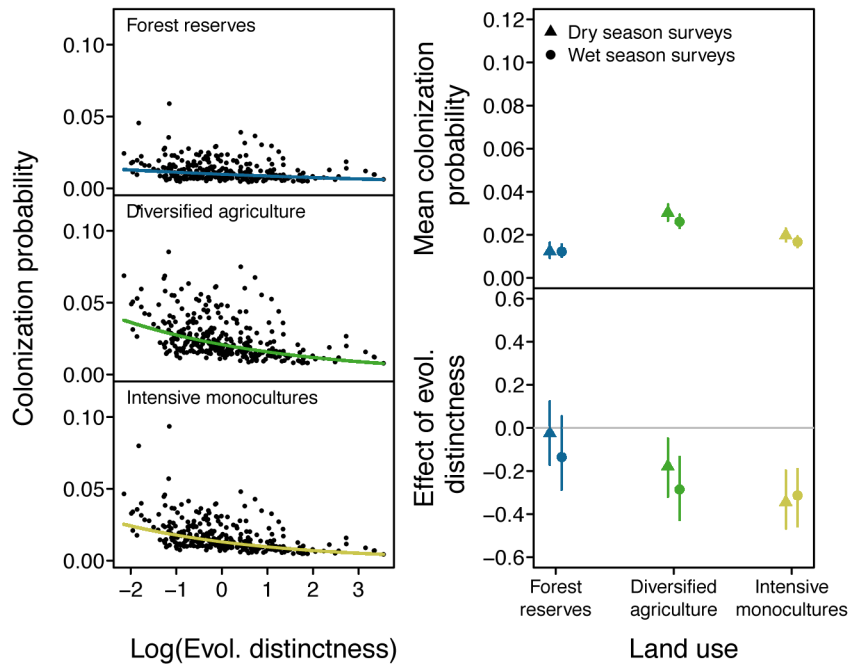 Colonization probability
Forest reserves
0.10
0.05
0.00
Diversified agriculture
0.10
0.05
0.00
Intensive monocultures
0.10
0.05
0.00
−2
−1
0
1
2
3
Log(Evol. distinctness)
Mean colonization
probability
0.12
0.10
0.08
0.06
0.04
0.02
0.00
Dry season surveys
Wet season surveys
Effect of evol.
distinctness
0.6
0.4
0.2
0.0
−0.2
−0.4
−0.6
Forest
reserves
Diversified
agriculture
Intensive
monocultures
Land use